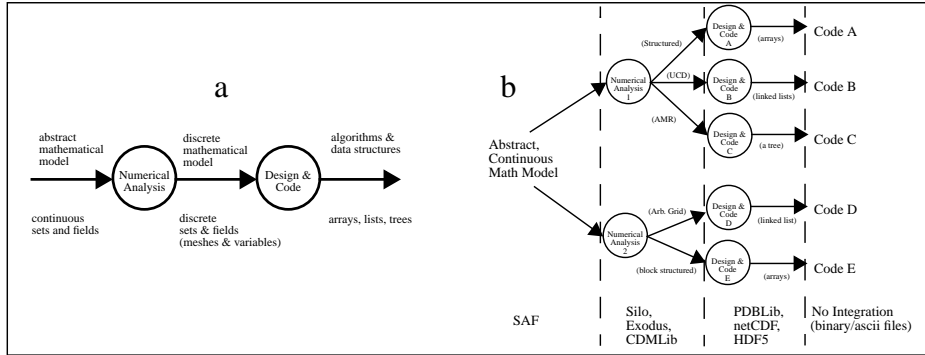 a
abstract
mathematical
model
continuous
sets and fields
Numerical
Analysis
discrete
mathematical
model
discrete
sets & fields
(meshes & variables)
Design &
Code
algorithms &
data structures
arrays, lists, trees
b
Abstract,
Continuous
Math Model
Numerical
Analysis
1
(Structured)
(UCD)
(AMR)
Design &
Code
A
(arrays)
Code A
Design &
Code
B
(linked lists)
Code B
Design &
Code
C
(a tree)
Code C
Numerical
Analysis
2
(Arb. Grid)
(block structured)
Design &
Code
D
(linked list)
Code D
Design &
Code
E
(arrays)
Code E
SAF
Silo,
Exodus,
CDMLib
PDBLib,
netCDF,
HDF5
No Integration
(binary/ascii files)